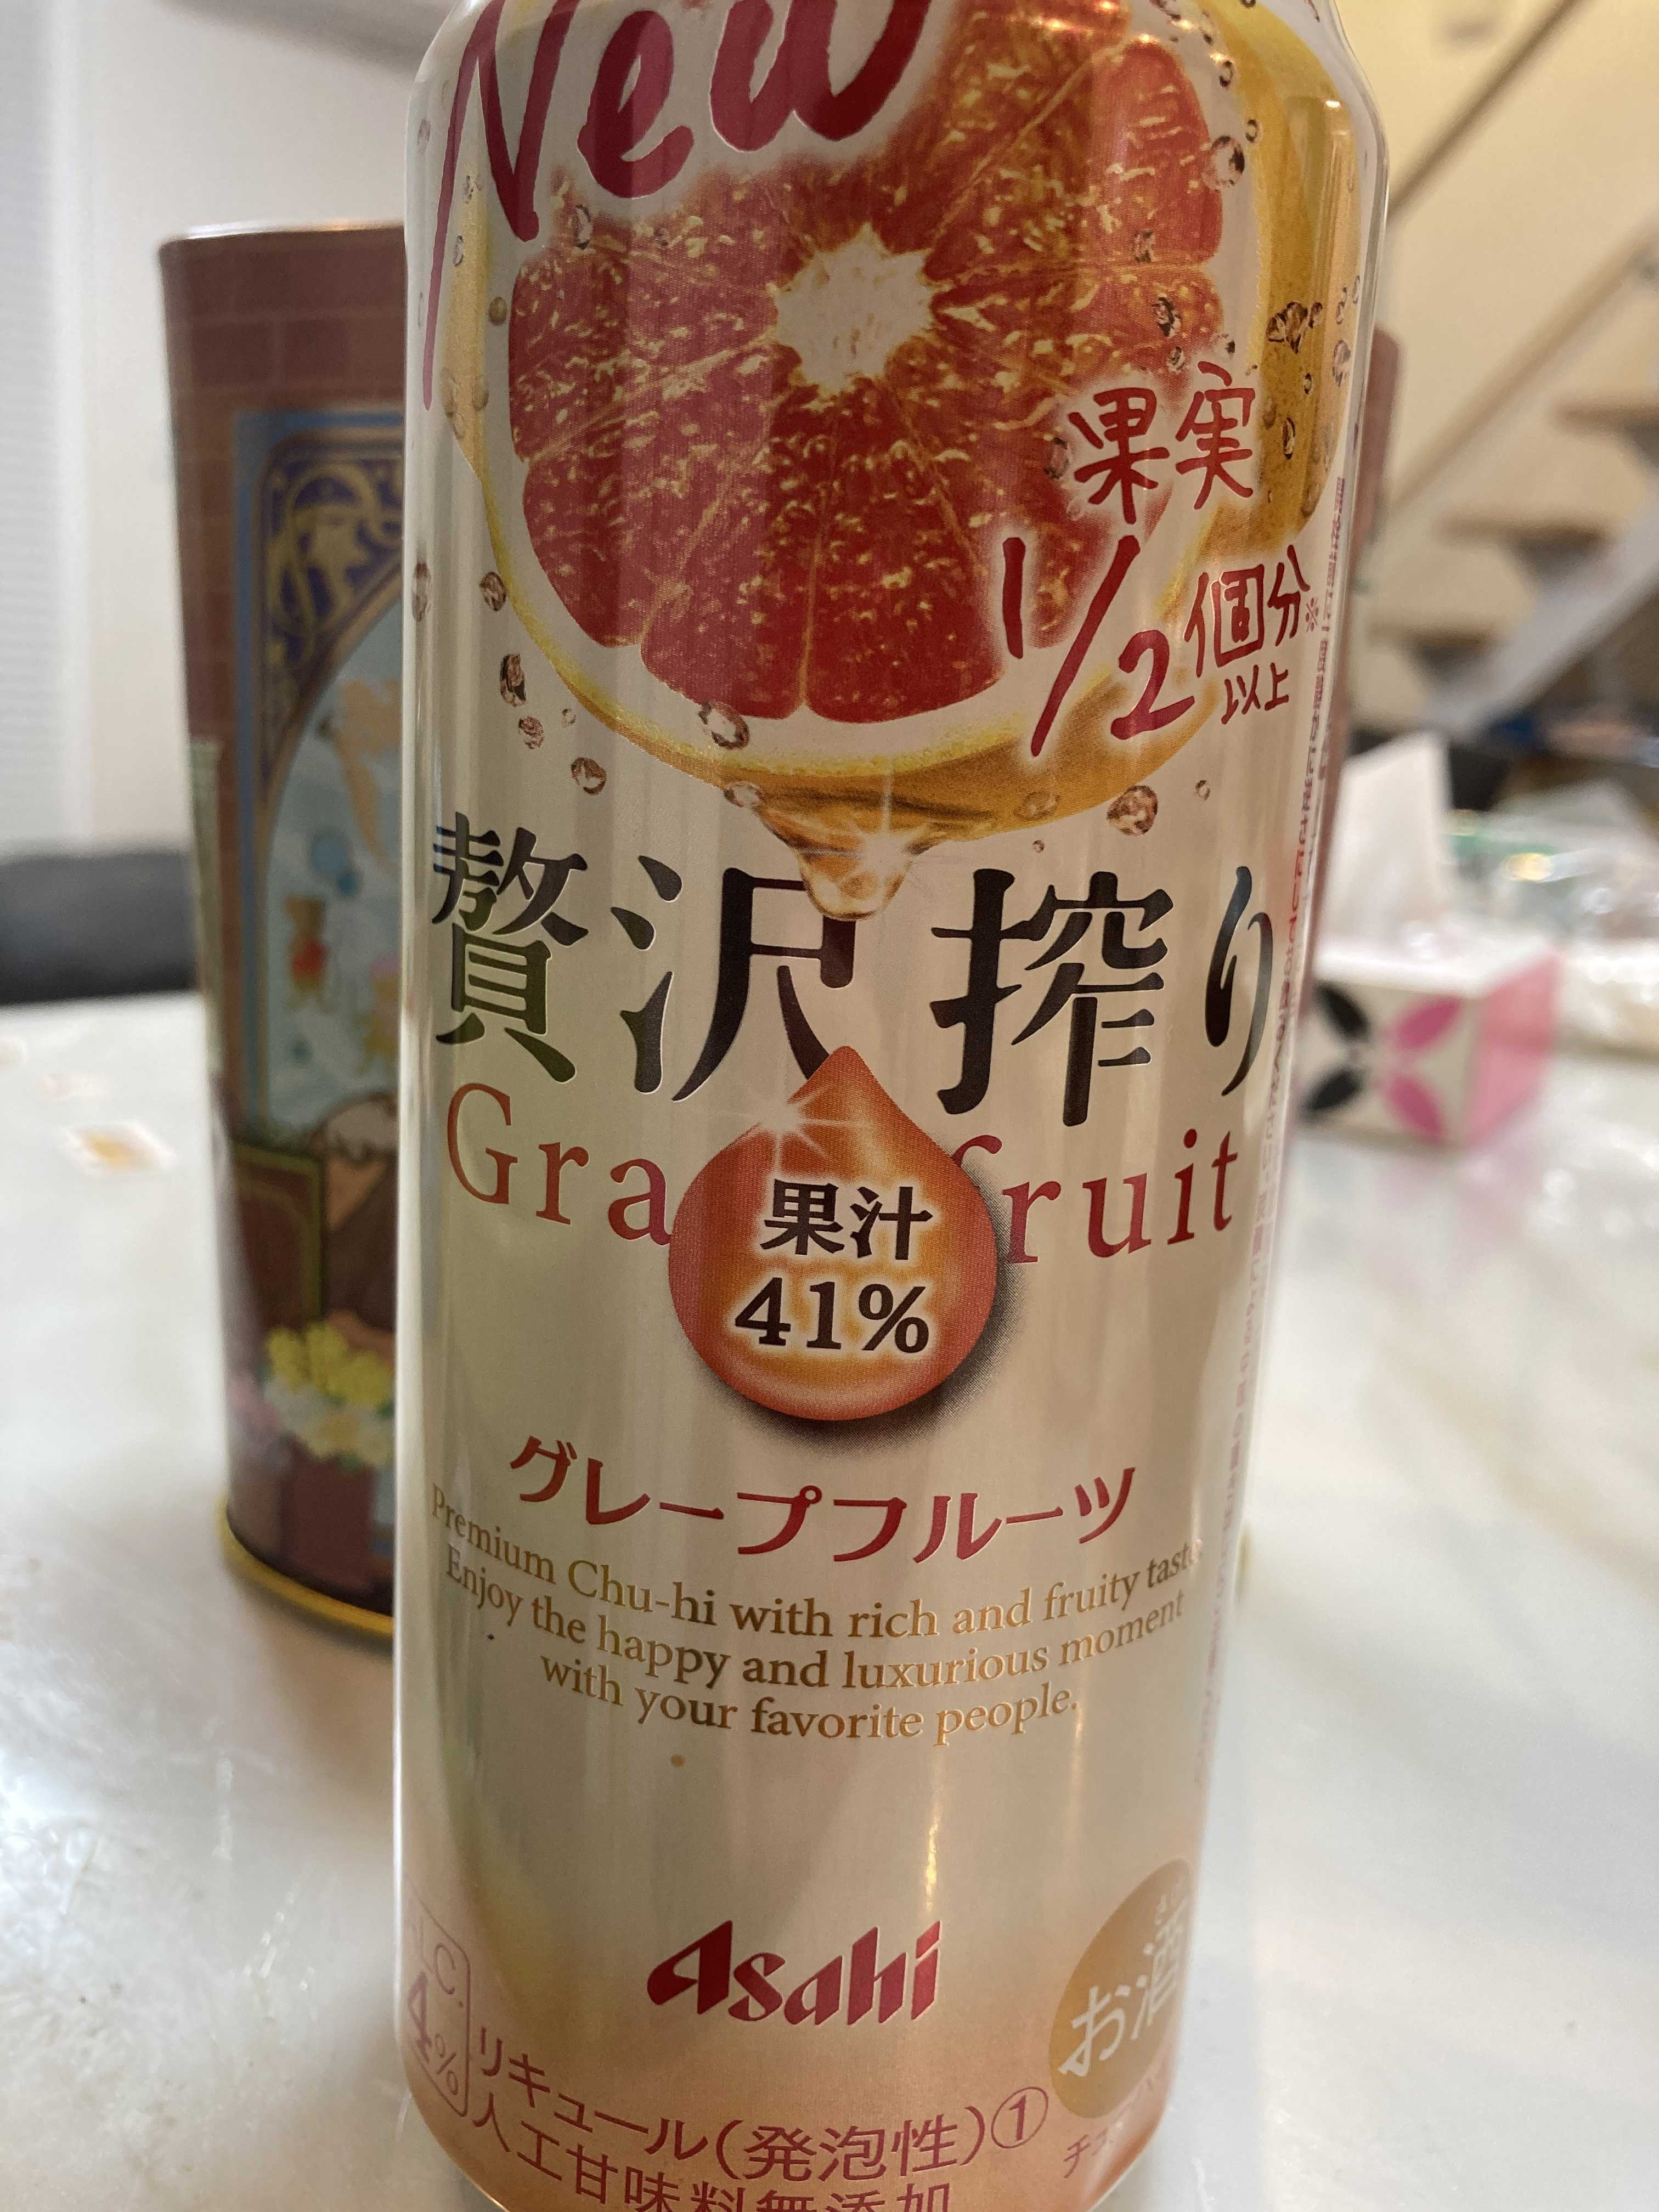 New
果実
1/2個分※
以上
贅沢搾り
Gra fruit
果汁
41%
グレープフルーツ
Premium Chu-hi with rich and fruity taste.
Enjoy the happy and luxurious moment
with your favorite people.
Asahi
お酒
ALC.
4%
リキュール(発泡性)①
人工甘味料無添加